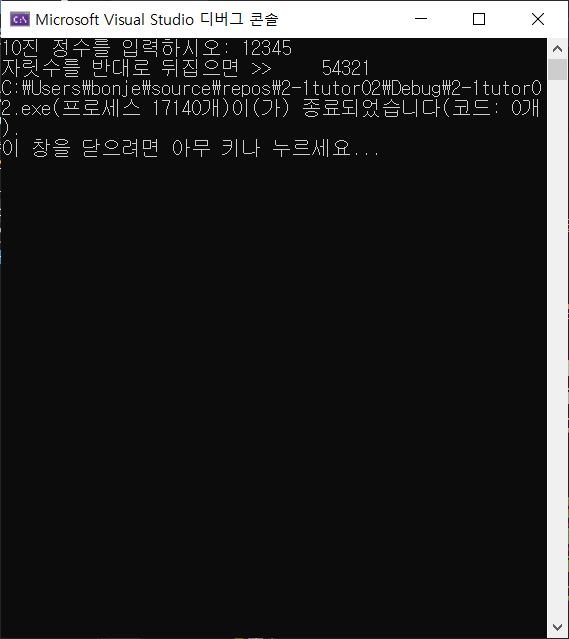 Microsoft Visual Studio 디버그 콘솔
10진 정수를 입력하시오: 12345
자릿수를 반대로 뒤집으면 >>     54321
C:\Users\bonje\source\repos\2-1tutor02\Debug\2-1tutor0
2.exe(프로세스 17140개)이(가) 종료되었습니다(코드: 0개
).
이 창을 닫으려면 아무 키나 누르세요...